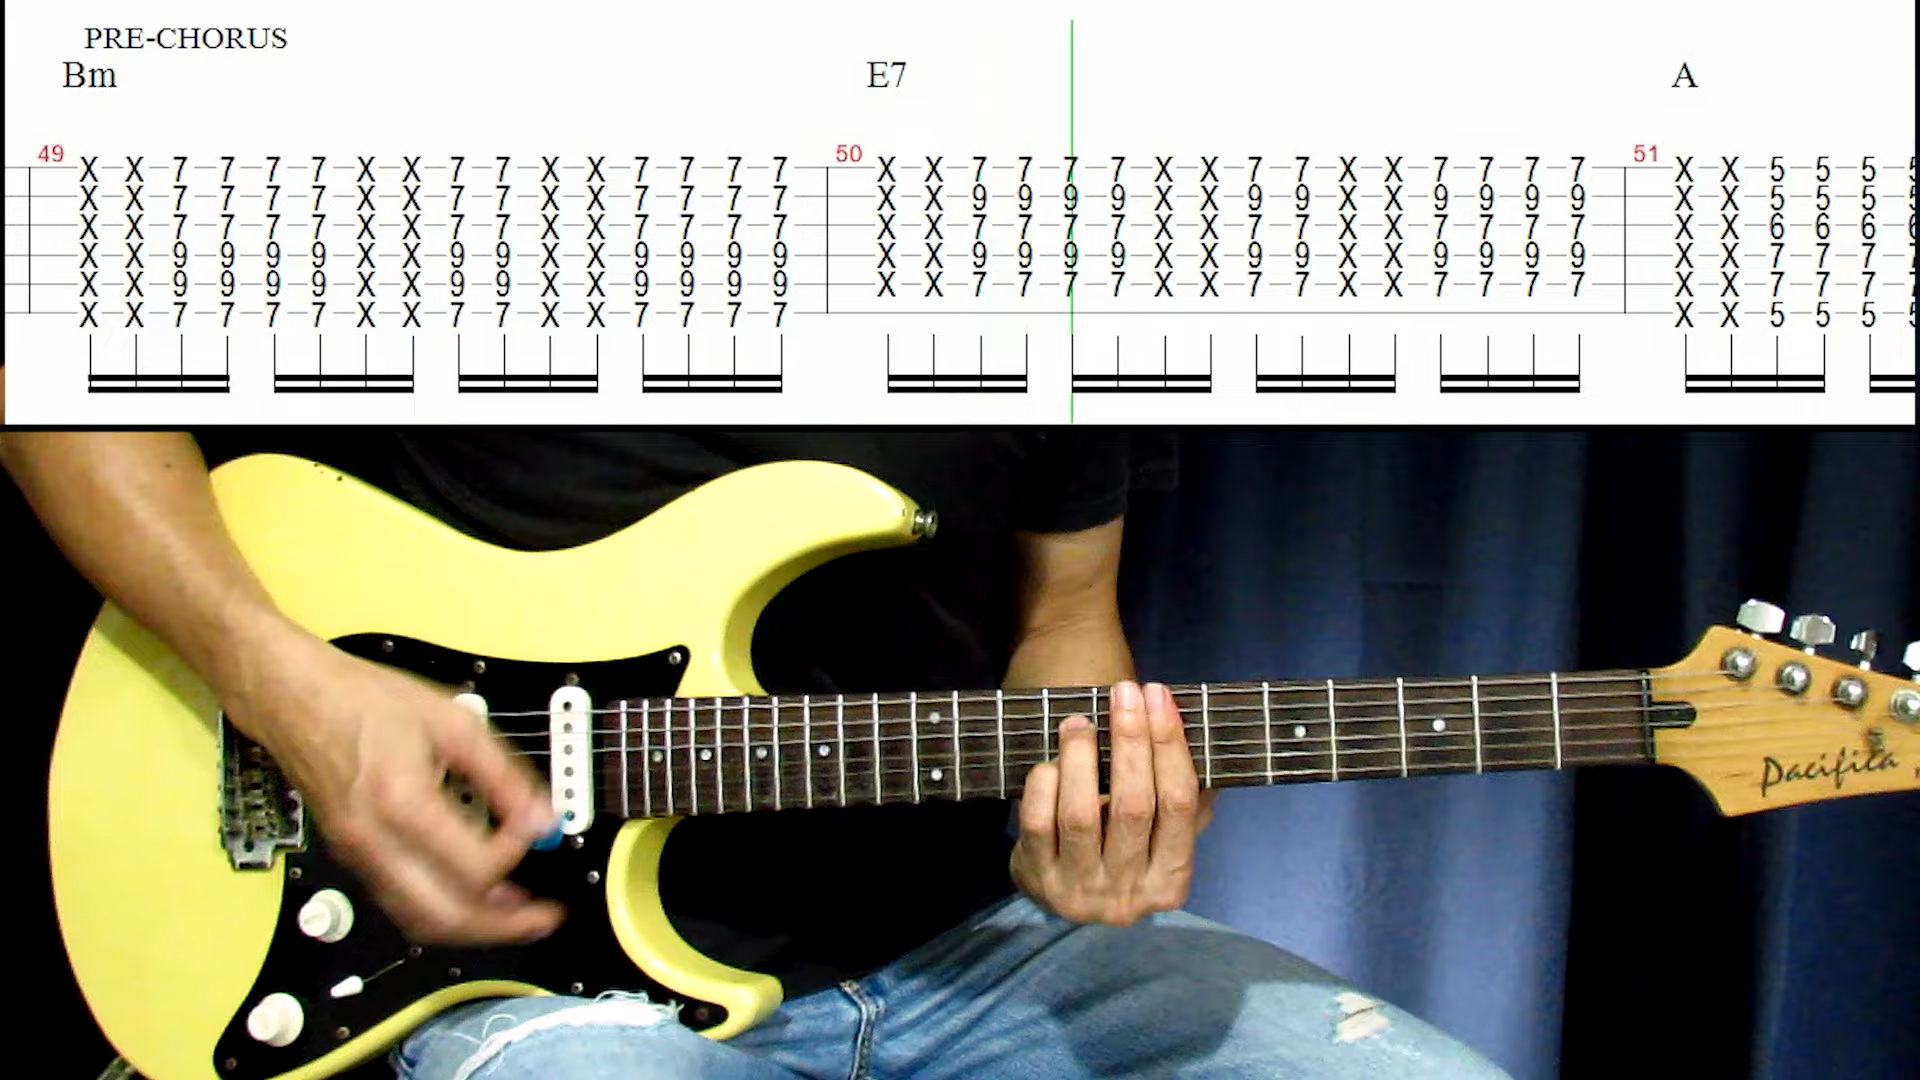 PRE-CHORUS
Bm E7 A
49 50 51
X X 7 7 7 7 X X 7 7 X X 7 7 7 7 X X 7 7 7 7 X X 7 7 X X 7 7 7 7 X X 5 5 5 5
X X 7 7 7 7 X X 7 7 X X 7 7 7 7 X X 9 9 9 9 X X 9 9 X X 9 9 9 9 X X 5 5 5 5
X X 7 7 7 7 X X 7 7 X X 7 7 7 7 X X 7 7 7 7 X X 7 7 X X 7 7 7 7 X X 6 6 6 6
X X 9 9 9 9 X X 9 9 X X 9 9 9 9 X X 9 9 9 9 X X 9 9 X X 9 9 9 9 X X 7 7 7 7
X X 9 9 9 9 X X 9 9 X X 9 9 9 9 X X 7 7 7 7 X X 7 7 X X 7 7 7 7 X X 7 7 7 7
X X 7 7 7 7 X X 7 7 X X 7 7 7 7 X X 5 5 5 5
Pacifica